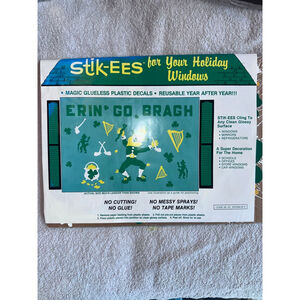 STIK-EES for Your Holiday
Windows
• MAGIC GLUELESS PLASTIC DECALS • REUSABLE YEAR AFTER YEAR!!!
ERIN GO BRAGH
STIK-EES Cling To
Any Clean Glossy
Surface
• WINDOWS
• MIRRORS
• REFRIGERATORS
A Super Decoration
For The Home
• SCHOOLS
• OFFICES
• STORE WINDOWS
• CAR WINDOWS
NO CUTTING!
NO GLUE!
NO MESSY SPRAYS!
NO TAPE MARKS!